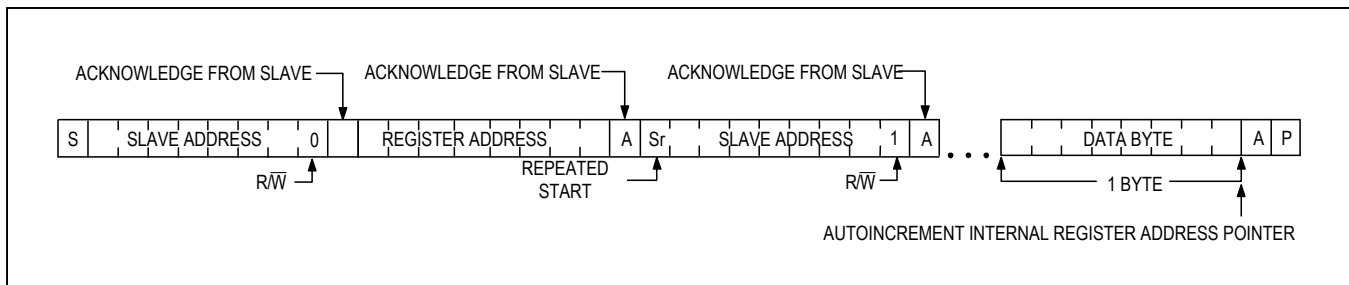 ACKNOWLEDGE FROM SLAVE ACKNOWLEDGE FROM SLAVE ACKNOWLEDGE FROM SLAVE
S SLAVE ADDRESS 0 REGISTER ADDRESS A Sr SLAVE ADDRESS 1 A ... DATA BYTE A P
R/W̅ REPEATED START R/W̅ 1 BYTE
AUTOINCREMENT INTERNAL REGISTER ADDRESS POINTER